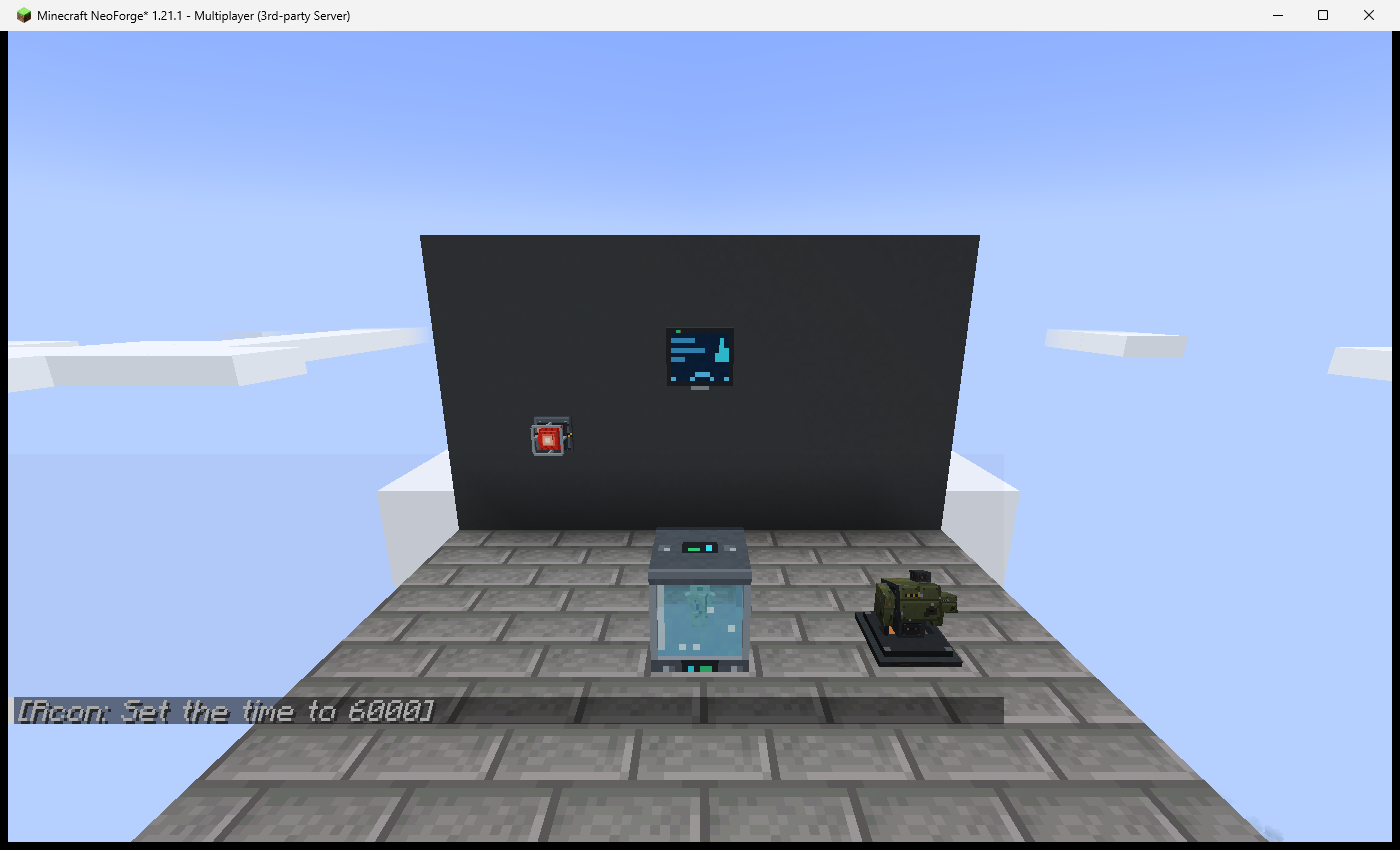 Minecraft NeoForge* 1.21.1 - Multiplayer (3rd-party Server)
[Rcon: Set the time to 6000]